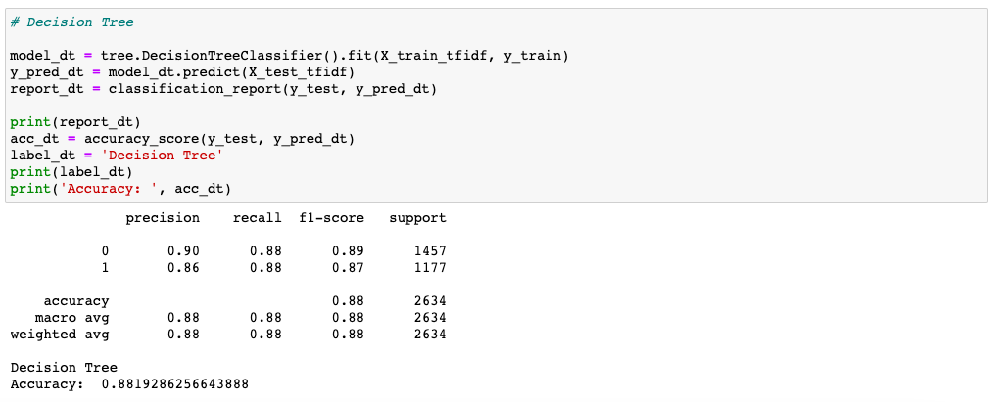 # Decision Tree
model_dt = tree.DecisionTreeClassifier().fit(X_train_tfidf, y_train)
y_pred_dt = model_dt.predict(X_test_tfidf)
report_dt = classification_report(y_test, y_pred_dt)
print(report_dt)
acc_dt = accuracy_score(y_test, y_pred_dt)
label_dt = 'Decision Tree'
print(label_dt)
print('Accuracy: ', acc_dt)
precision recall f1-score support
0 0.90 0.88 0.89 1457
1 0.86 0.88 0.87 1177
accuracy 0.88 2634
macro avg 0.88 0.88 0.88 2634
weighted avg 0.88 0.88 0.88 2634
Decision Tree
Accuracy: 0.8819286256643888